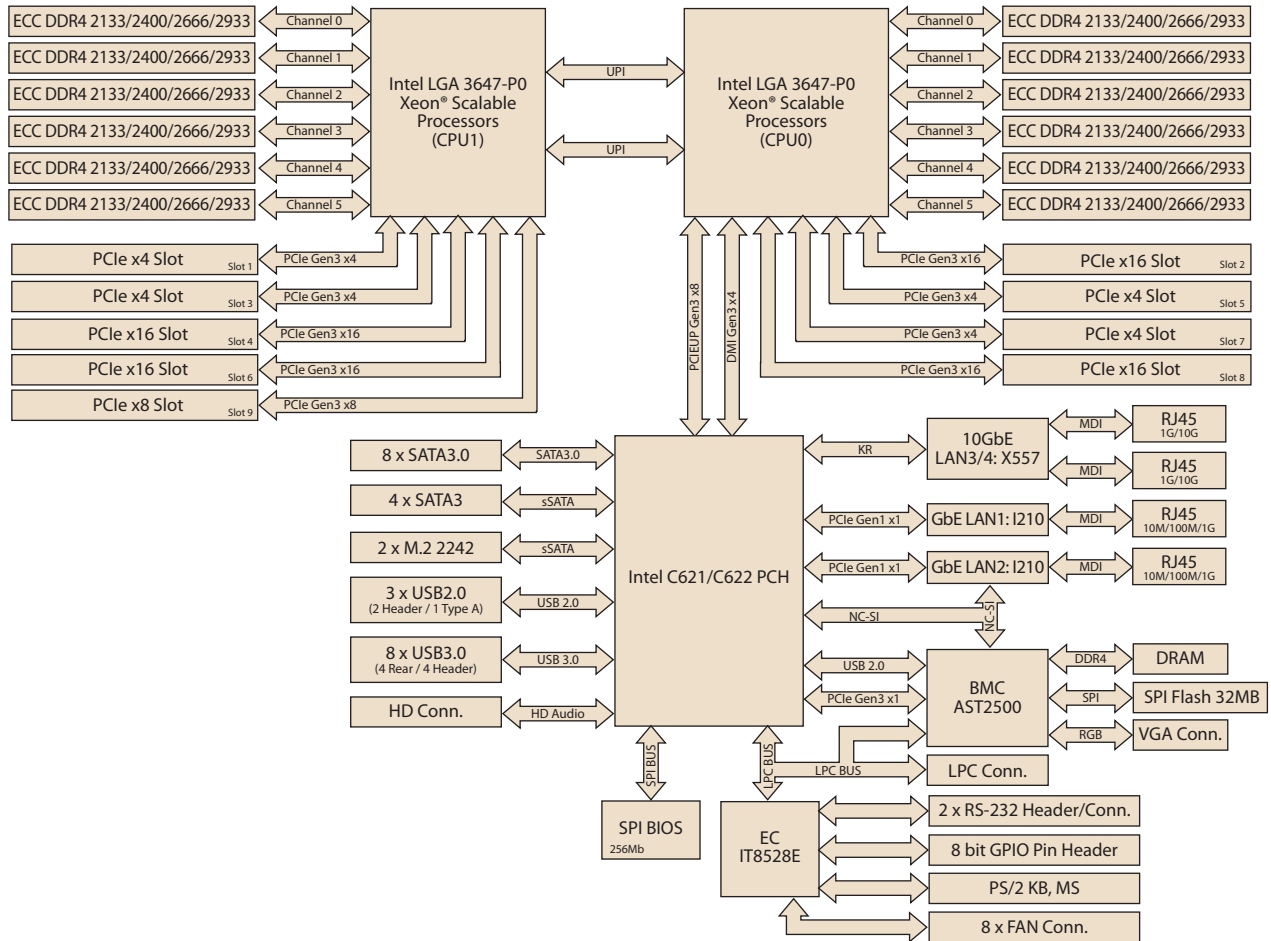 ECC DDR4 2133/2400/2666/2933
Channel 0
ECC DDR4 2133/2400/2666/2933
Channel 1
ECC DDR4 2133/2400/2666/2933
Channel 2
ECC DDR4 2133/2400/2666/2933
Channel 3
ECC DDR4 2133/2400/2666/2933
Channel 4
ECC DDR4 2133/2400/2666/2933
Channel 5
Intel LGA 3647-P0
Xeon® Scalable
Processors
(CPU1)
UPI
UPI
Intel LGA 3647-P0
Xeon® Scalable
Processors
(CPU0)
Channel 0
ECC DDR4 2133/2400/2666/2933
Channel 1
ECC DDR4 2133/2400/2666/2933
Channel 2
ECC DDR4 2133/2400/2666/2933
Channel 3
ECC DDR4 2133/2400/2666/2933
Channel 4
ECC DDR4 2133/2400/2666/2933
Channel 5
ECC DDR4 2133/2400/2666/2933
PCIe x4 Slot
Slot 1
PCIe Gen3 x4
PCIe x4 Slot
Slot 3
PCIe Gen3 x4
PCIe x16 Slot
Slot 4
PCIe Gen3 x16
PCIe x16 Slot
Slot 6
PCIe Gen3 x16
PCIe x8 Slot
Slot 9
PCIe Gen3 x8
PCIEUP Gen3 x8
DMI Gen3 x4
PCIe Gen3 x16
PCIe x16 Slot
Slot 2
PCIe Gen3 x4
PCIe x4 Slot
Slot 5
PCIe Gen3 x4
PCIe x4 Slot
Slot 7
PCIe Gen3 x16
PCIe x16 Slot
Slot 8
8 x SATA3.0
SATA3.0
4 x SATA3
sSATA
2 x M.2 2242
sSATA
3 x USB2.0
(2 Header / 1 Type A)
USB 2.0
8 x USB3.0
(4 Rear / 4 Header)
USB 3.0
HD Conn.
HD Audio
Intel C621/C622 PCH
KR
10GbE
LAN3/4: X557
MDI
RJ45
1G/10G
MDI
RJ45
1G/10G
PCIe Gen1 x1
GbE LAN1: I210
MDI
RJ45
10M/100M/1G
PCIe Gen1 x1
GbE LAN2: I210
MDI
RJ45
10M/100M/1G
NC-SI
NC-SI
USB 2.0
PCIe Gen3 x1
BMC
AST2500
DDR4
DRAM
SPI
SPI Flash 32MB
RGB
VGA Conn.
SPI BUS
LPC BUS
LPC BUS
LPC Conn.
SPI BIOS
256Mb
EC
IT8528E
2 x RS-232 Header/Conn.
8 bit GPIO Pin Header
PS/2 KB, MS
8 x FAN Conn.